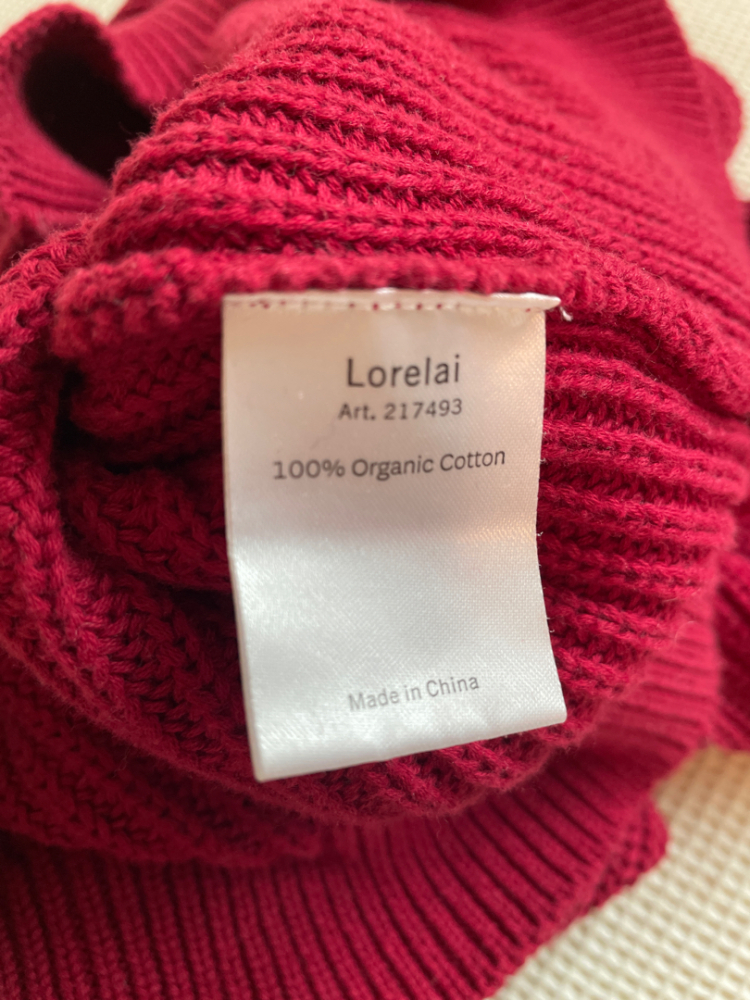 Lorelai
Art. 217493
100% Organic Cotton
Made in China